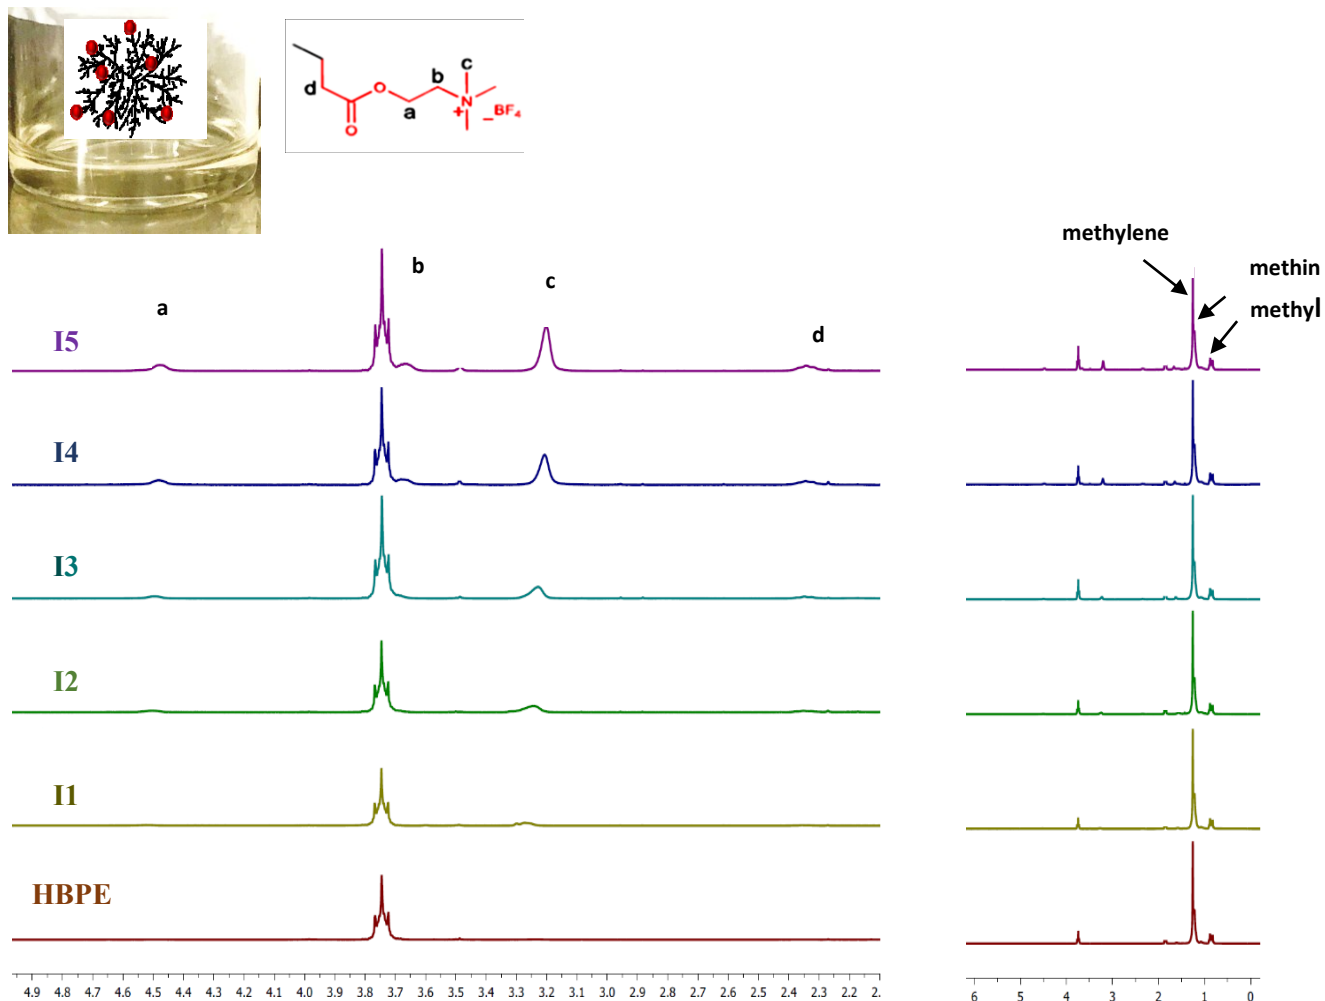 d
O
O
a
b
c
N
+
−
BF4
a
b
c
d
methylene
methin
methyl
I5
I4
I3
I2
I1
HBPE
4.9 4.8 4.7 4.6 4.5 4.4 4.3 4.2 4.1 4.0 3.9 3.8 3.7 3.6 3.5 3.4 3.3 3.2 3.1 3.0 2.9 2.8 2.7 2.6 2.5 2.4 2.3 2.2 2.1 2.
6 5 4 3 2 1 0